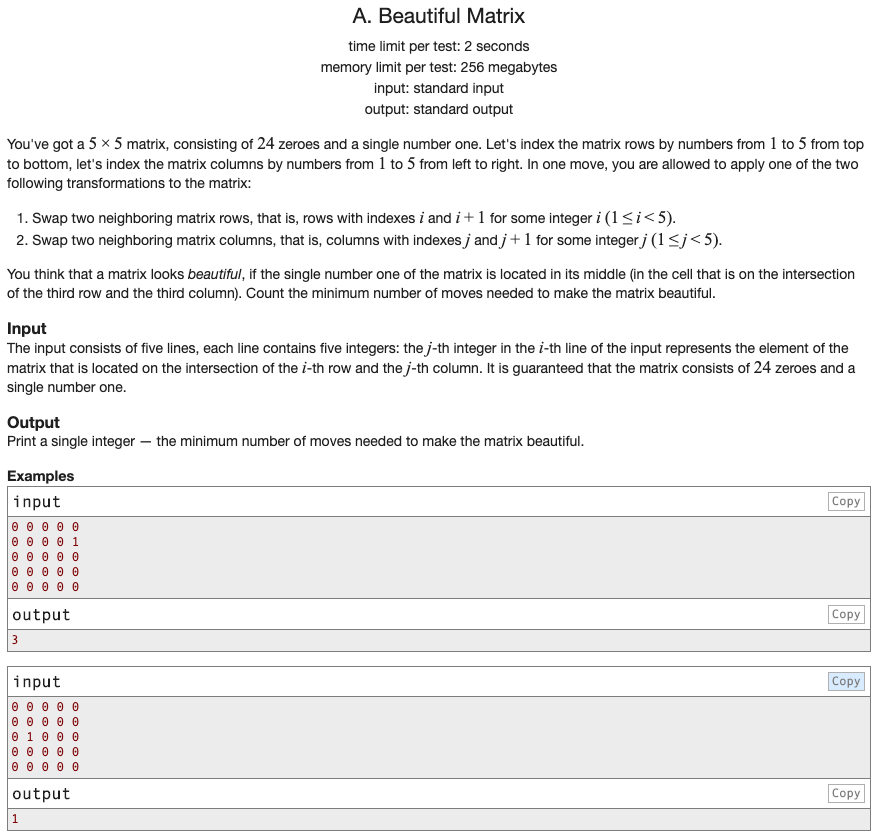 A. Beautiful Matrix
time limit per test: 2 seconds
memory limit per test: 256 megabytes
input: standard input
output: standard output
You've got a 5 × 5 matrix, consisting of 24 zeroes and a single number one. Let's index the matrix rows by numbers from 1 to 5 from top
to bottom, let's index the matrix columns by numbers from 1 to 5 from left to right. In one move, you are allowed to apply one of the two
following transformations to the matrix:
1. Swap two neighboring matrix rows, that is, rows with indexes i and i + 1 for some integer i (1 ≤ i < 5).
2. Swap two neighboring matrix columns, that is, columns with indexes j and j + 1 for some integer j (1 ≤ j < 5).
You think that a matrix looks beautiful, if the single number one of the matrix is located in its middle (in the cell that is on the intersection
of the third row and the third column). Count the minimum number of moves needed to make the matrix beautiful.
Input
The input consists of five lines, each line contains five integers: the j-th integer in the i-th line of the input represents the element of the
matrix that is located on the intersection of the i-th row and the j-th column. It is guaranteed that the matrix consists of 24 zeroes and a
single number one.
Output
Print a single integer — the minimum number of moves needed to make the matrix beautiful.
Examples
input Copy
0 0 0 0 0
0 0 0 0 1
0 0 0 0 0
0 0 0 0 0
0 0 0 0 0
output Copy
3
input Copy
0 0 0 0 0
0 0 0 0 0
0 1 0 0 0
0 0 0 0 0
0 0 0 0 0
output Copy
1